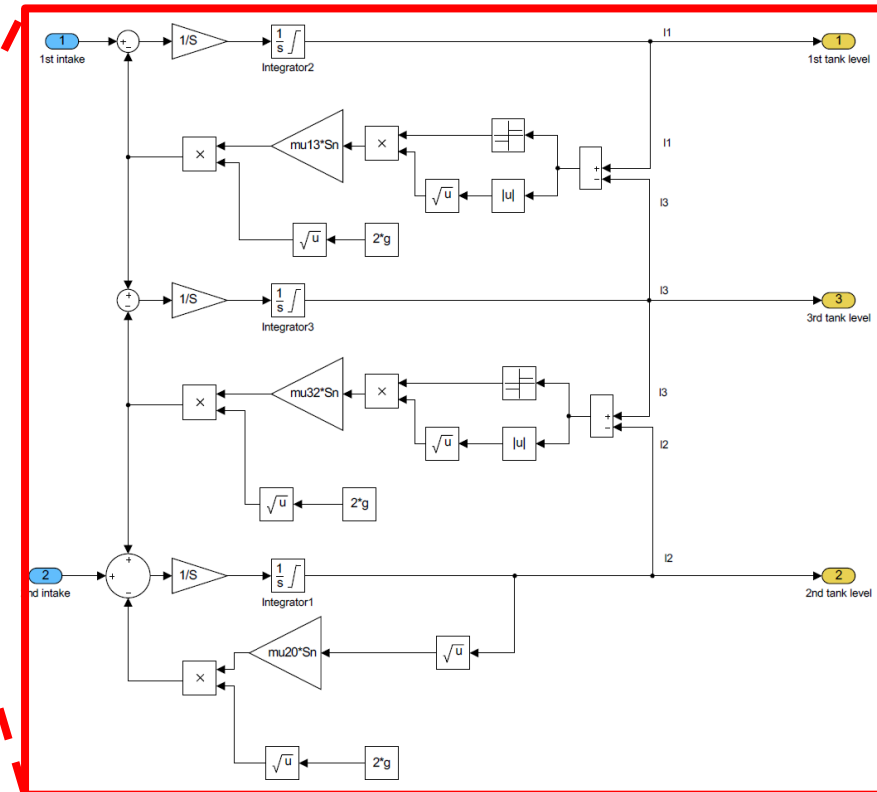 1
1st intake
+
−
1/S
1
s
Integrator2
l1
1
1st tank level
×
mu13*Sn
×
√u
|u|
+
−
l1
l3
√u
2*g
+
−
1/S
1
s
Integrator3
l3
3
3rd tank level
×
mu32*Sn
×
√u
|u|
+
−
l3
l2
√u
2*g
2
nd intake
+
+
−
1/S
1
s
Integrator1
l2
2
2nd tank level
×
mu20*Sn
√u
√u
2*g